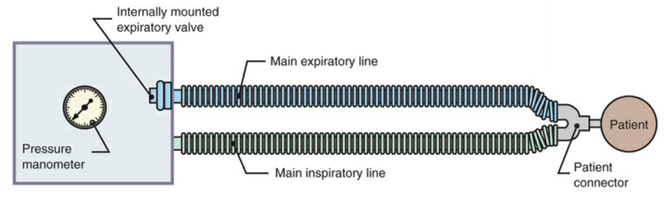 Internally mounted
expiratory valve
Main expiratory line
Pressure
manometer
Main inspiratory line
Patient
Patient
connector